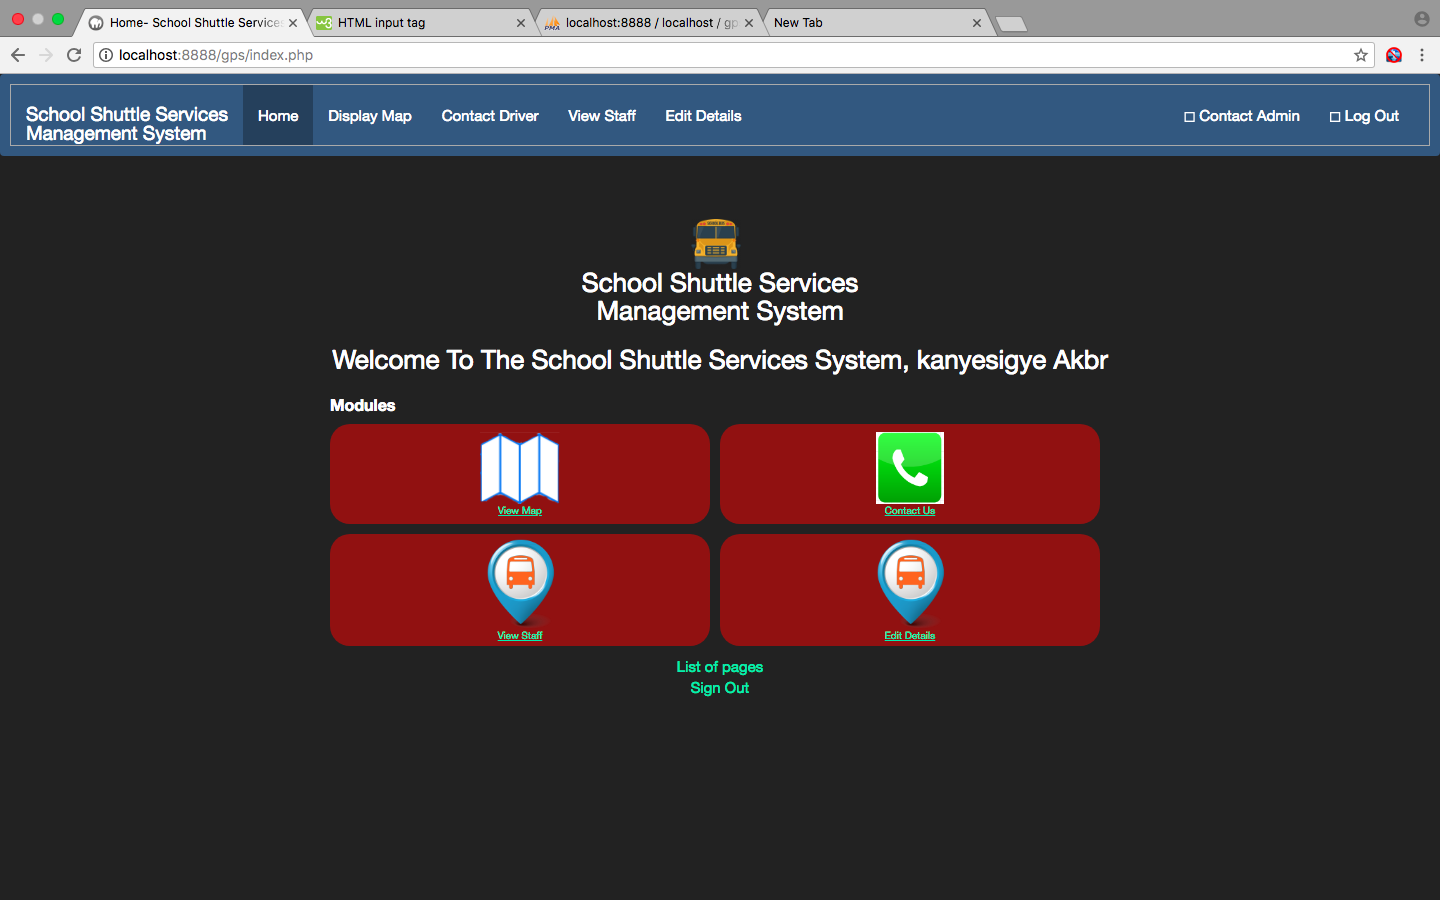 Home- School Shuttle Services
HTML input tag
localhost:8888 / localhost / gp
New Tab
localhost:8888/gps/index.php
School Shuttle Services
Management System
Home
Display Map
Contact Driver
View Staff
Edit Details
Contact Admin
Log Out
School Shuttle Services
Management System
Welcome To The School Shuttle Services System, kanyesigye Akbr
Modules
View Map
Contact Us
View Staff
Edit Details
List of pages
Sign Out